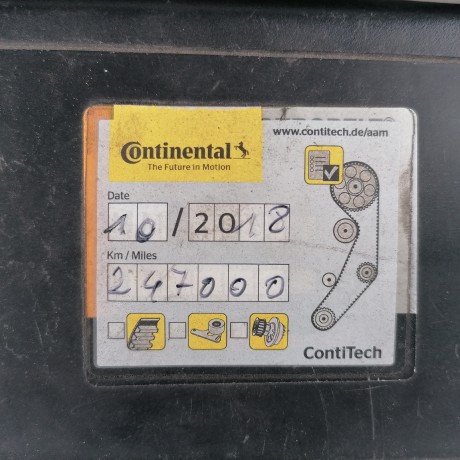 www.contitech.de/aam
Continental
The Future in Motion
Date
10/2018
Km / Miles
247000
ContiTech